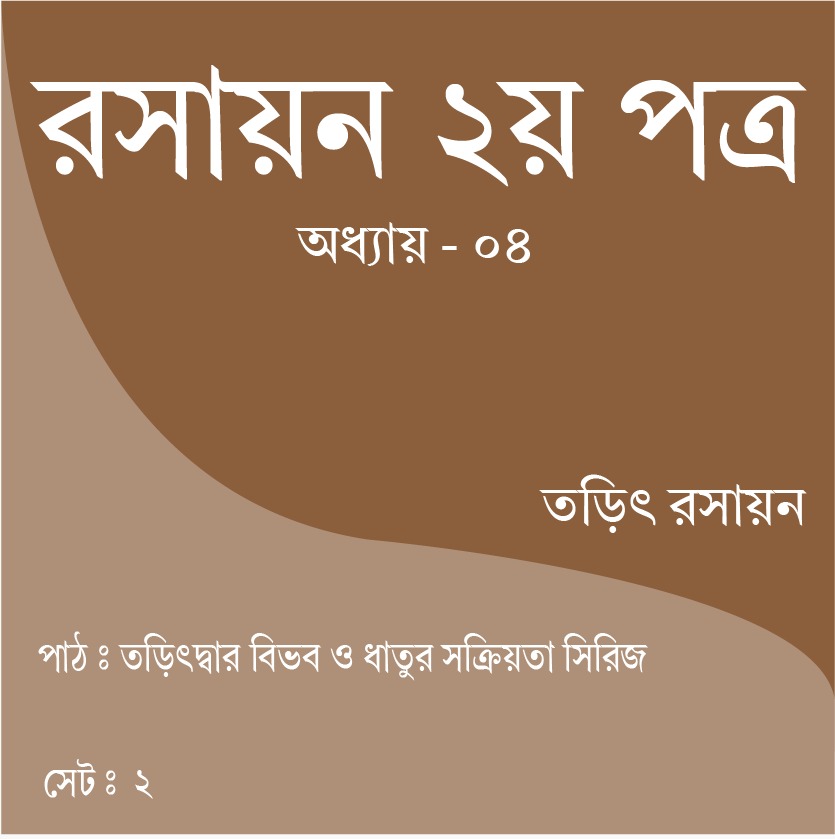 রসায়ন ২য় পত্র
অধ্যায় - ০৪
তড়িৎ রসায়ন
পাঠ ঃ তড়িৎদ্বার বিভব ও ধাতুর সক্রিয়তা সিরিজ
সেট ঃ ২